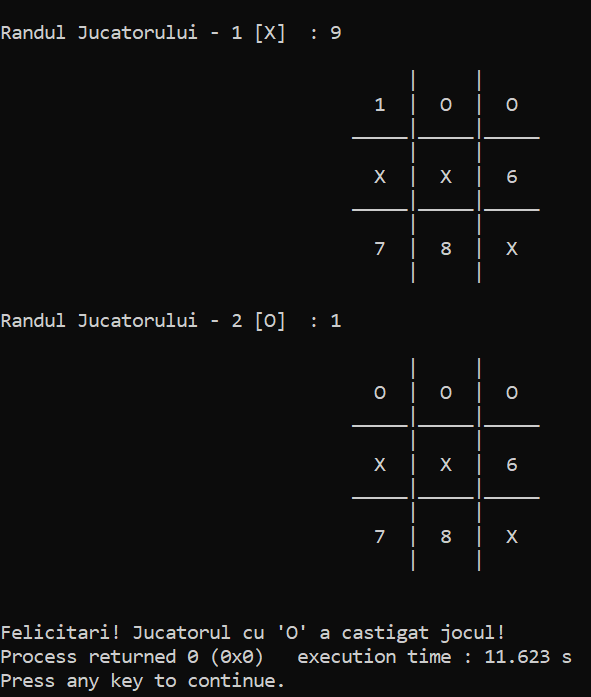 Randul Jucatorului - 1 [X]  : 9
1 | O | O
X | X | 6
7 | 8 | X
Randul Jucatorului - 2 [O]  : 1
O | O | O
X | X | 6
7 | 8 | X
Felicitari! Jucatorul cu 'O' a castigat jocul!
Process returned 0 (0x0)   execution time : 11.623 s
Press any key to continue.